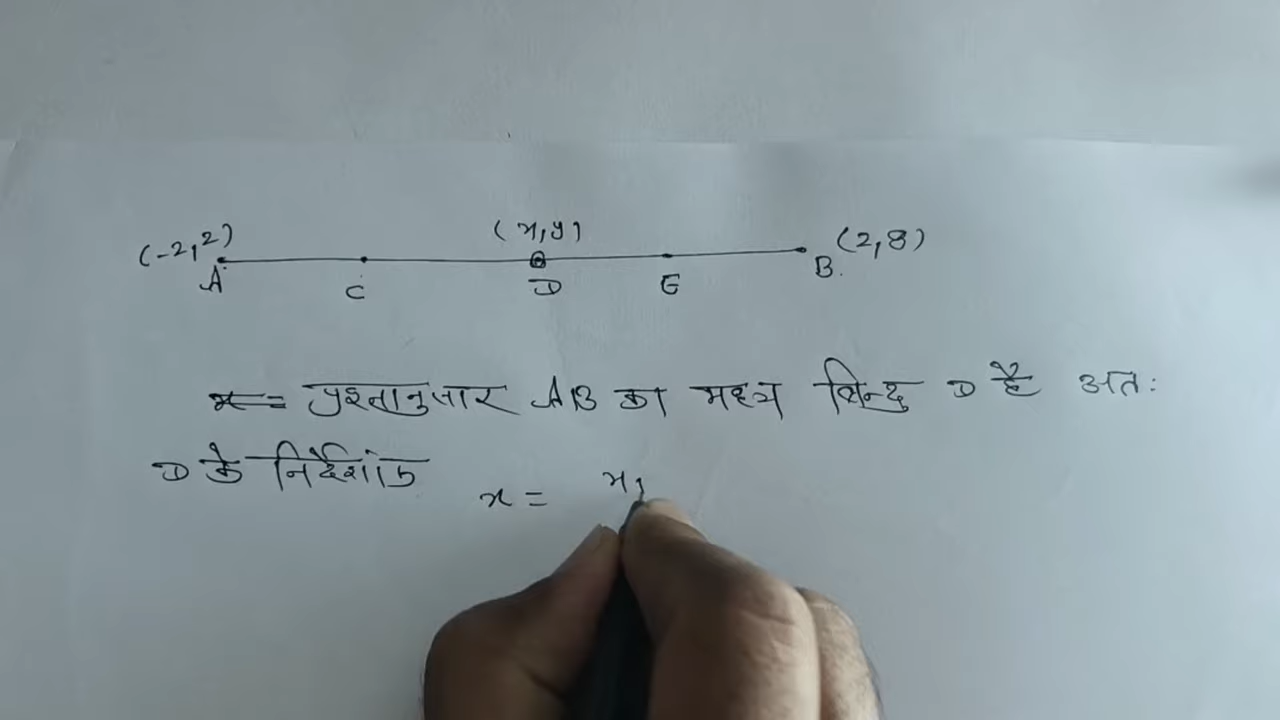 (-2,2) (x,y) (2,8)
A C D E B.
प्रश्नानुसार AB का मध्य बिन्दु D है अतः
D के निर्देशांक x = x1